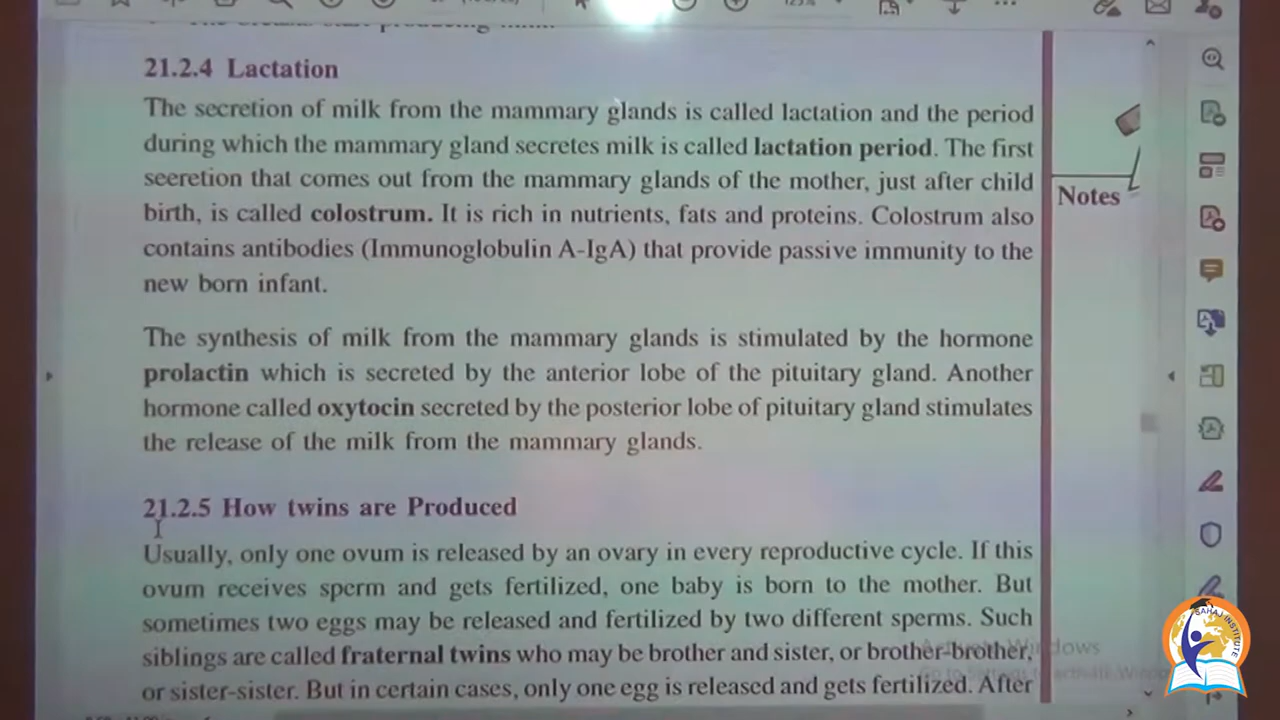 21.2.4 Lactation
The secretion of milk from the mammary glands is called lactation and the period
during which the mammary gland secretes milk is called lactation period. The first
seeretion that comes out from the mammary glands of the mother, just after child
birth, is called colostrum. It is rich in nutrients, fats and proteins. Colostrum also
contains antibodies (Immunoglobulin A-IgA) that provide passive immunity to the
new born infant.
Notes
The synthesis of milk from the mammary glands is stimulated by the hormone
prolactin which is secreted by the anterior lobe of the pituitary gland. Another
hormone called oxytocin secreted by the posterior lobe of pituitary gland stimulates
the release of the milk from the mammary glands.
21.2.5 How twins are Produced
Usually, only one ovum is released by an ovary in every reproductive cycle. If this
ovum receives sperm and gets fertilized, one baby is born to the mother. But
sometimes two eggs may be released and fertilized by two different sperms. Such
siblings are called fraternal twins who may be brother and sister, or brother-brother,
or sister-sister. But in certain cases, only one egg is released and gets fertilized. After
Activate Windows
Go to Settings to activate Windows
SAHAJ INSTITUTE